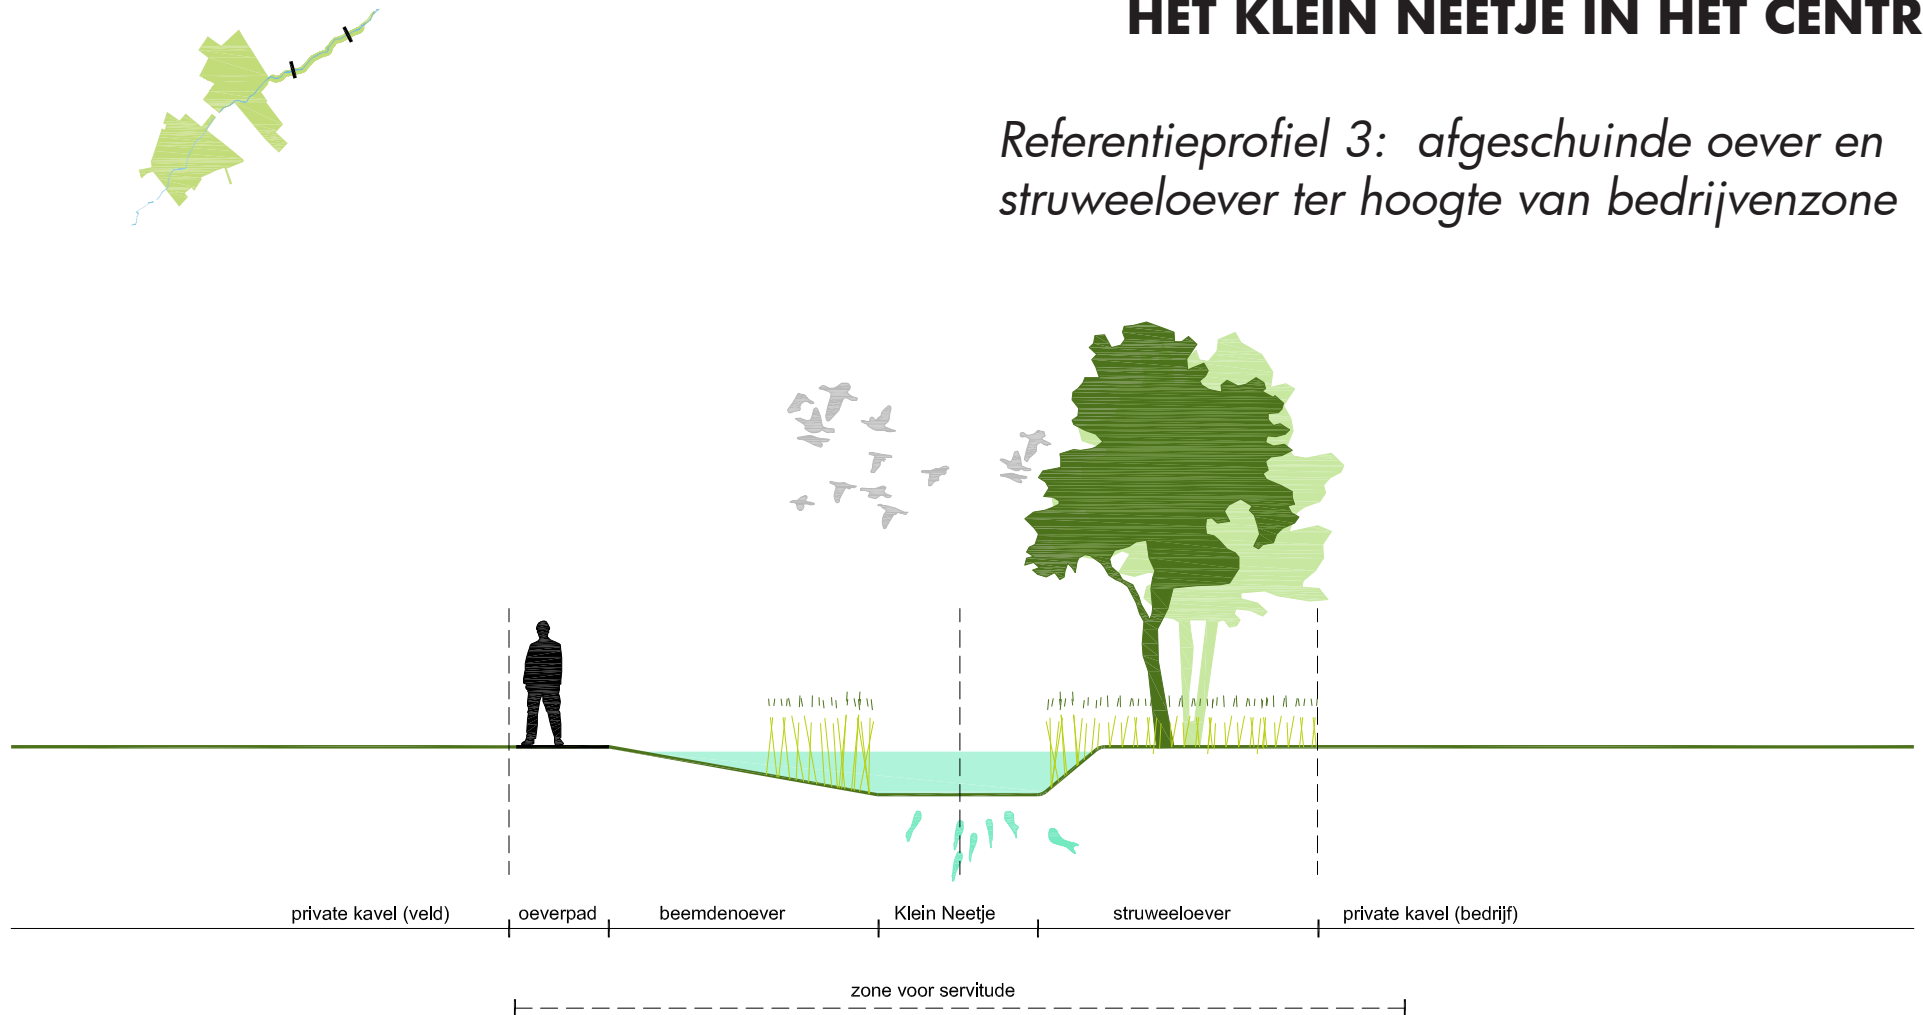 HET KLEIN NEETJE IN HET CENTR
Referentieprofiel 3: afgeschuinde oever en
struweeloever ter hoogte van bedrijvenzone
private kavel (veld) oeverpad beemdenoever Klein Neetje struweeloever private kavel (bedrijf)
zone voor servitude